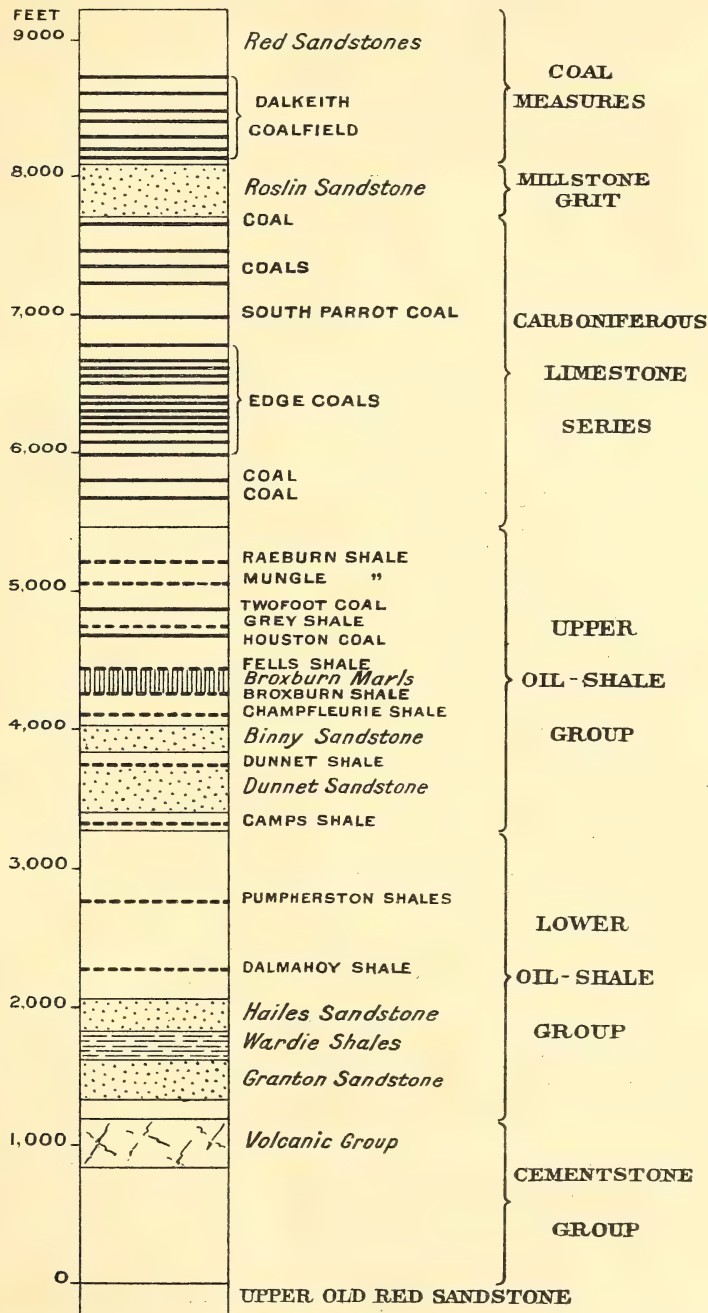 FEET
9000
Red Sandstones
COAL
MEASURES
DALKEITH
COALFIELD
8,000
Roslin Sandstone
MILLSTONE
GRIT
COAL
COALS
7,000
SOUTH PARROT COAL
CARBONIFEROUS
LIMESTONE
SERIES
EDGE COALS
6,000
COAL
COAL
RAEBURN SHALE
5,000
MUNGLE "
TWOFOOT COAL
GREY SHALE
HOUSTON COAL
UPPER
OIL-SHALE
GROUP
FELLS SHALE
Broxburn Marls
BROXBURN SHALE
CHAMPFLEURIE SHALE
4,000
Binny Sandstone
DUNNET SHALE
Dunnet Sandstone
CAMPS SHALE
3,000
PUMPHERSTON SHALES
LOWER
OIL-SHALE
GROUP
DALMAHOY SHALE
2,000
Hailes Sandstone
Wardie Shales
Granton Sandstone
1,000
Volcanic Group
CEMENTSTONE
GROUP
0
UPPER OLD RED SANDSTONE